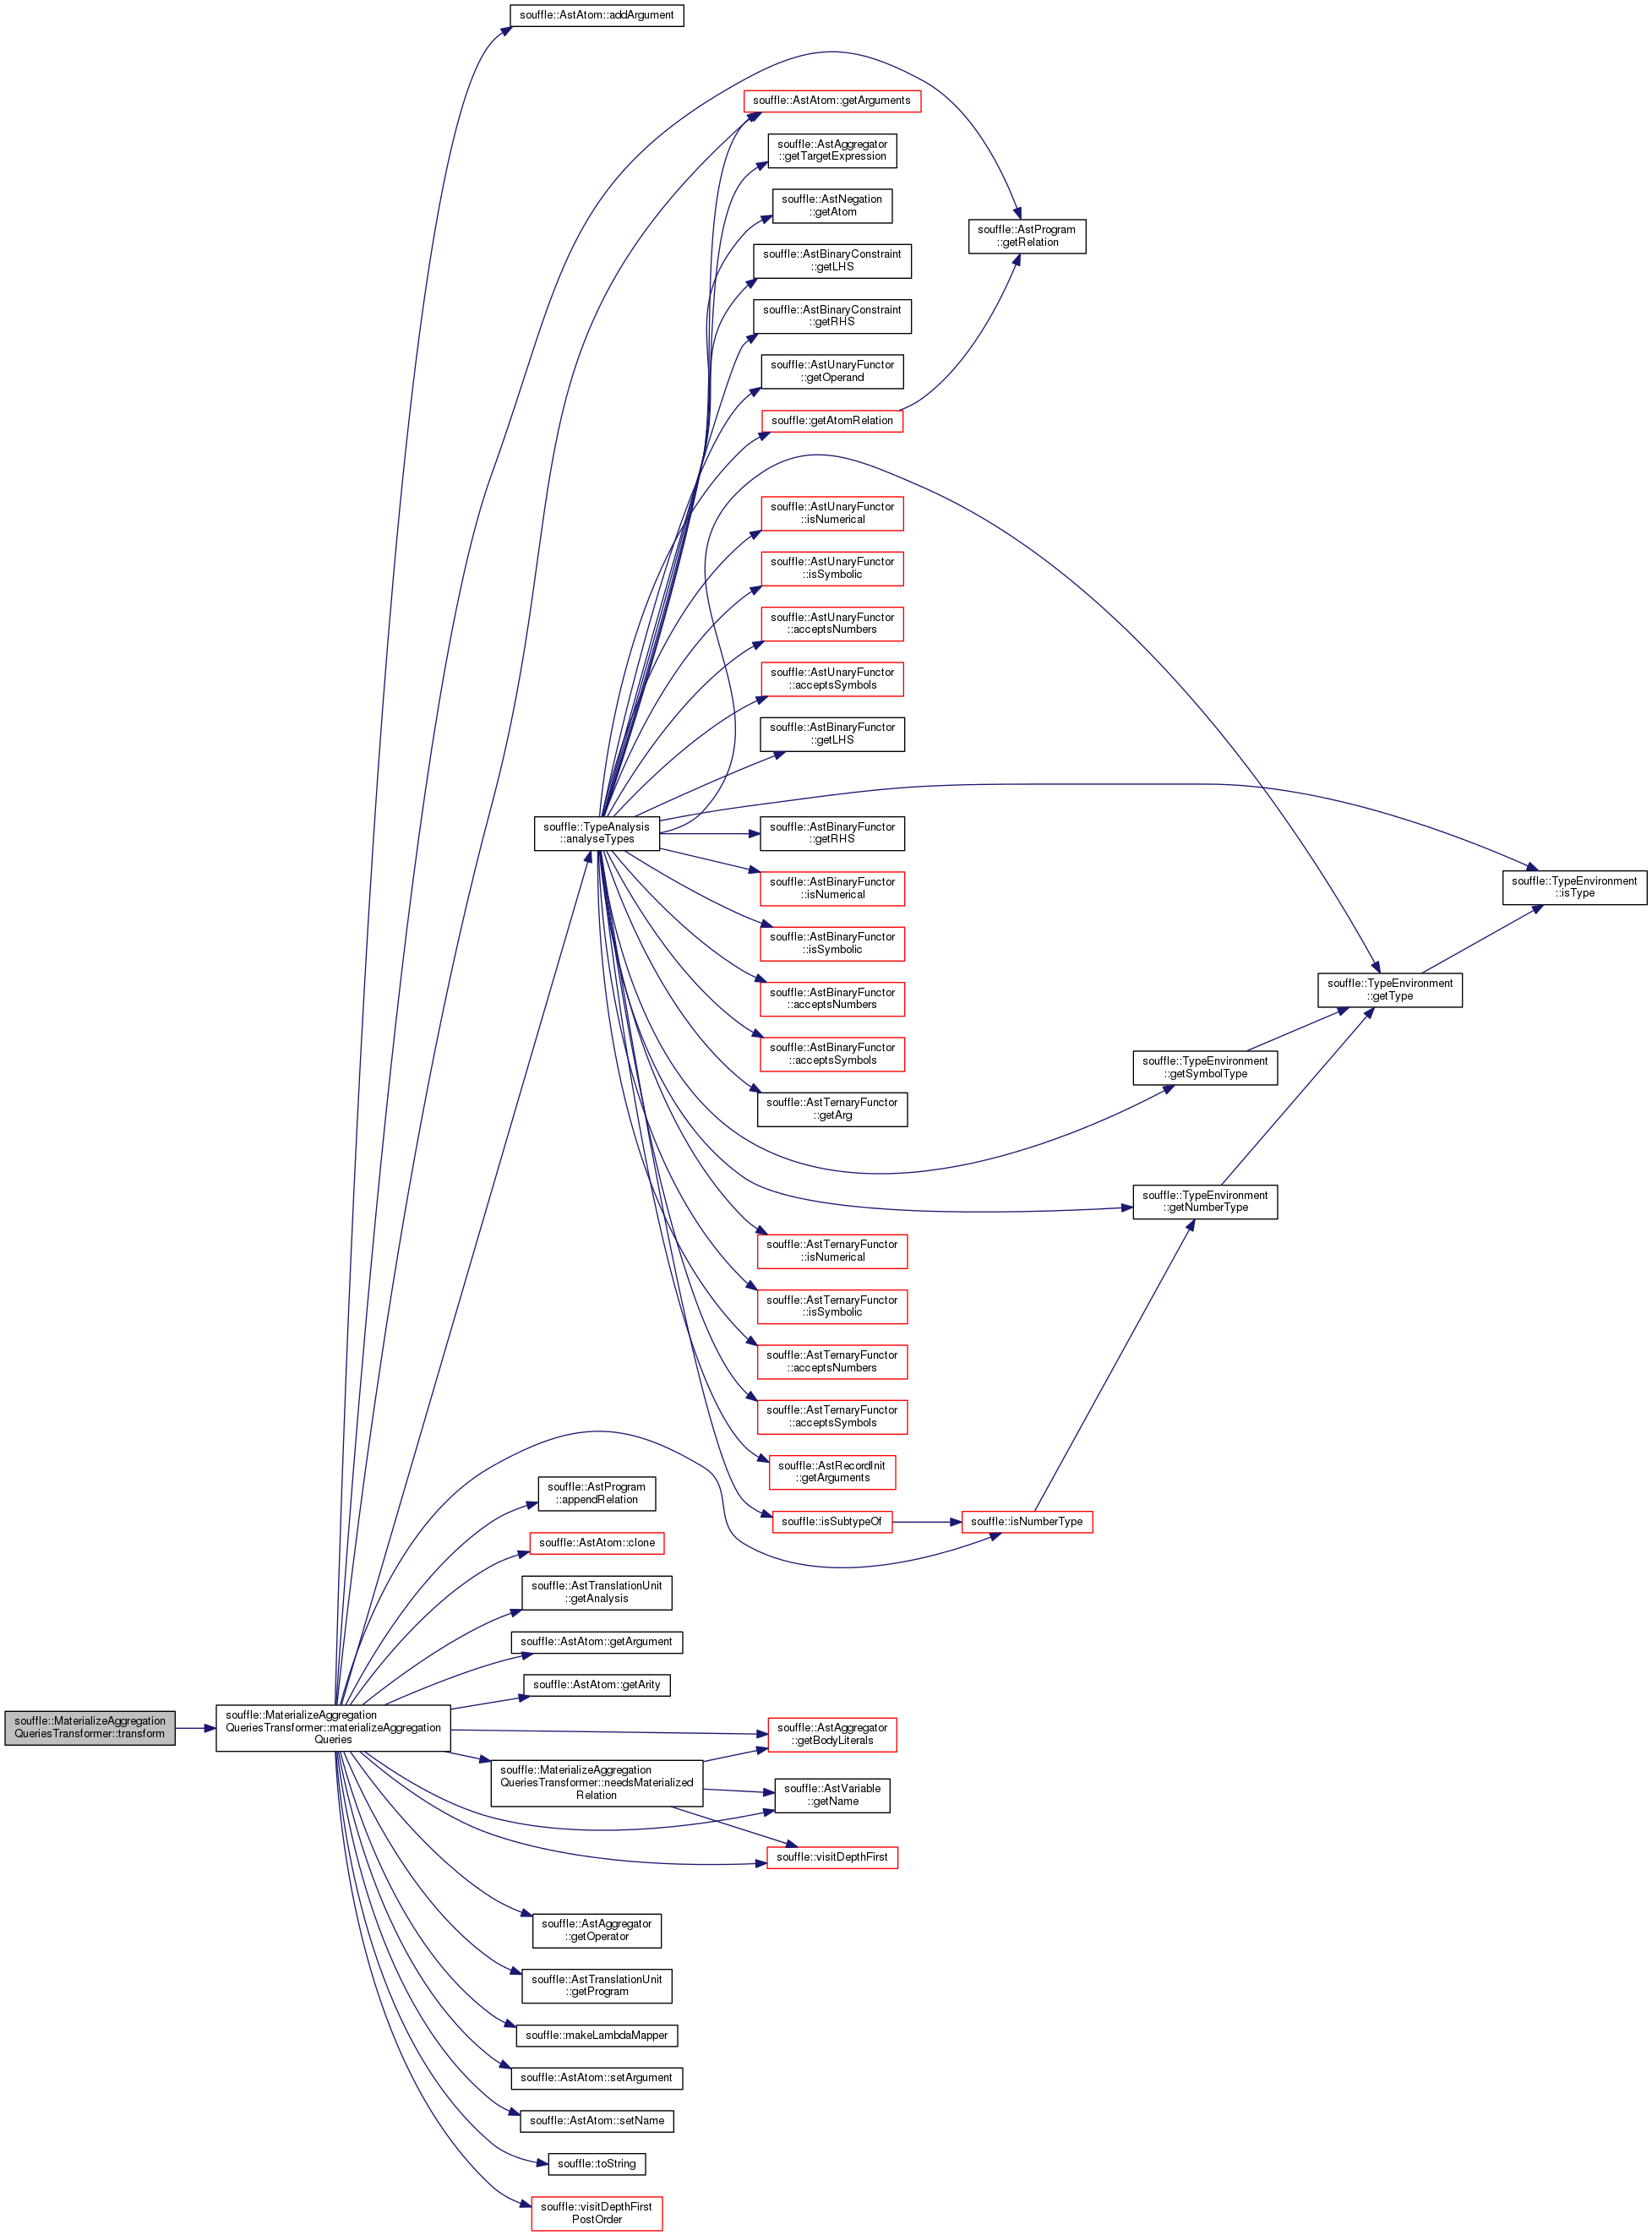 souffle::AstAtom::addArgument
souffle::AstAtom::getArguments
souffle::AstAggregator
::getTargetExpression
souffle::AstNegation
::getAtom
souffle::AstProgram
::getRelation
souffle::AstBinaryConstraint
::getLHS
souffle::AstBinaryConstraint
::getRHS
souffle::AstUnaryFunctor
::getOperand
souffle::getAtomRelation
souffle::AstUnaryFunctor
::isNumerical
souffle::AstUnaryFunctor
::isSymbolic
souffle::AstUnaryFunctor
::acceptsNumbers
souffle::AstUnaryFunctor
::acceptsSymbols
souffle::AstBinaryFunctor
::getLHS
souffle::TypeAnalysis
::analyseTypes
souffle::AstBinaryFunctor
::getRHS
souffle::AstBinaryFunctor
::isNumerical
souffle::TypeEnvironment
::isType
souffle::AstBinaryFunctor
::isSymbolic
souffle::AstBinaryFunctor
::acceptsNumbers
souffle::TypeEnvironment
::getType
souffle::AstBinaryFunctor
::acceptsSymbols
souffle::TypeEnvironment
::getSymbolType
souffle::AstTernaryFunctor
::getArg
souffle::TypeEnvironment
::getNumberType
souffle::AstTernaryFunctor
::isNumerical
souffle::AstTernaryFunctor
::isSymbolic
souffle::AstTernaryFunctor
::acceptsNumbers
souffle::AstTernaryFunctor
::acceptsSymbols
souffle::AstRecordInit
::getArguments
souffle::AstProgram
::appendRelation
souffle::isSubtypeOf
souffle::isNumberType
souffle::AstAtom::clone
souffle::AstTranslationUnit
::getAnalysis
souffle::AstAtom::getArgument
souffle::AstAtom::getArity
souffle::MaterializeAggregation
QueriesTransformer::transform
souffle::MaterializeAggregation
QueriesTransformer::materializeAggregation
Queries
souffle::AstAggregator
::getBodyLiterals
souffle::MaterializeAggregation
QueriesTransformer::needsMaterialized
Relation
souffle::AstVariable
::getName
souffle::visitDepthFirst
souffle::AstAggregator
::getOperator
souffle::AstTranslationUnit
::getProgram
souffle::makeLambdaMapper
souffle::AstAtom::setArgument
souffle::AstAtom::setName
souffle::toString
souffle::visitDepthFirst
PostOrder